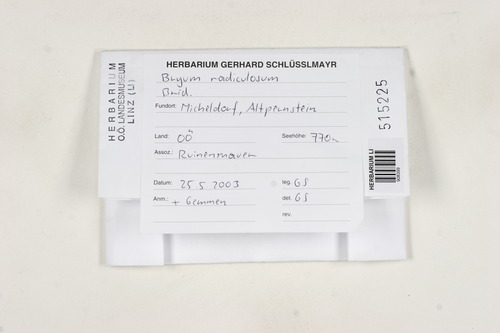 HERBARIUM GERHARD SCHLÜSSLMAYR
Bryum radiculosum
Brid.
Fundort: Micheldorf, Altpernstein
Land: OÖ Seehöhe: 770m
Assoz.: Ruinenmauer
Datum: 25.5.2003 leg. GS
Anm.: + Gemmen det. GS
rev.
HERBARIUM
O.Ö. LANDESMUSEUM
LINZ (LI)
515225
HERBARIUM LI